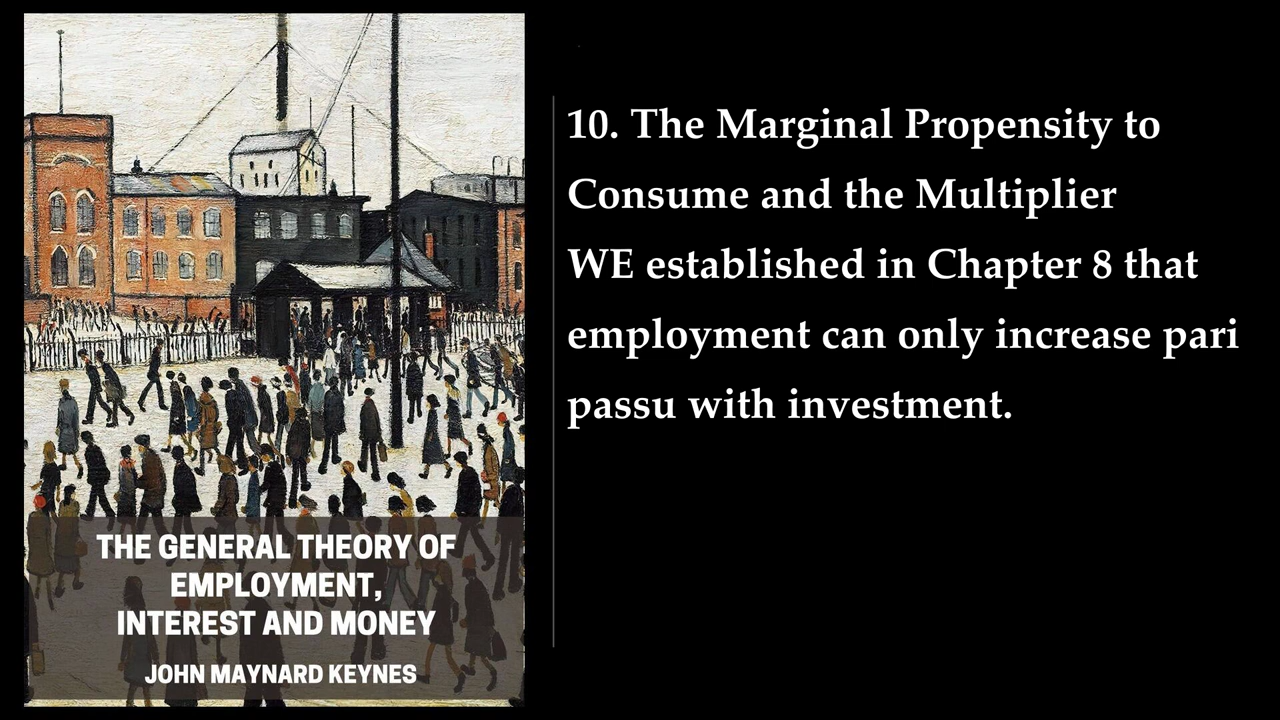 THE GENERAL THEORY OF
EMPLOYMENT,
INTEREST AND MONEY
JOHN MAYNARD KEYNES
10. The Marginal Propensity to
Consume and the Multiplier
WE established in Chapter 8 that
employment can only increase pari
passu with investment.